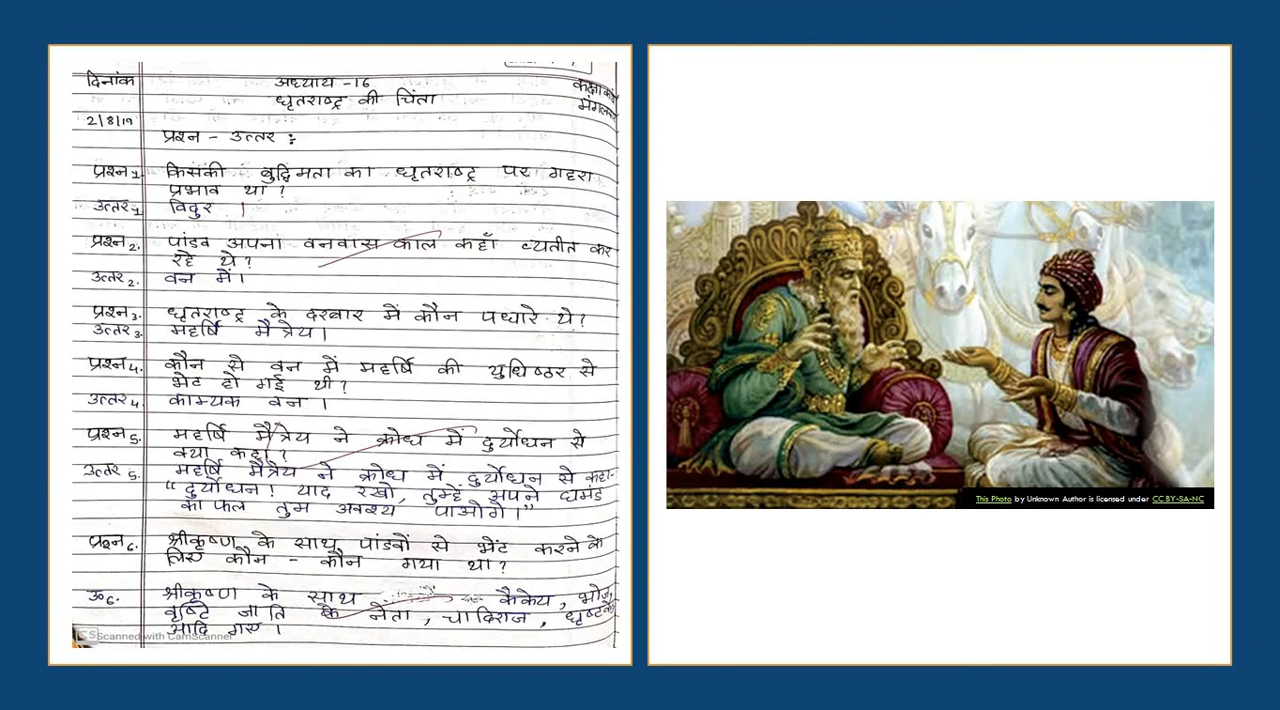 दिनांक
अध्याय -16
धृतराष्ट्र की चिंता
2/8/19
प्रश्न - उत्तर :
प्रश्न1. किसकी बुद्धिमता का धृतराष्ट्र पर गहरा
प्रभाव था ?
उत्तर1. विदुर ।
प्रश्न2. पांडव अपना वनवास काल कहाँ व्यतीत कर
रहे थे ?
उत्तर2. वन में।
प्रश्न3. धृतराष्ट्र के दरबार में कौन पधारे थे?
उत्तर3. महर्षि मैत्रेय।
प्रश्न4. कौन से वन में महर्षि की युधिष्ठर से
भेंट हो गई थी ?
उत्तर4. काम्यक वन ।
प्रश्न5. महर्षि मैत्रेय ने क्रोध में दुर्योधन से
क्या कहा ?
उत्तर5. महर्षि मैत्रेय ने क्रोध में दुर्योधन से कहा-
“ दुर्योधन! याद रखो, तुम्हें अपने घमंड
का फल तुम अवश्य पाओगे।”
प्रश्न6. श्रीकृष्ण के साथ पांडवों से भेंट करने के
लिए कौन - कौन गया था ?
उ०6. श्रीकृष्ण के साथ कैकेय, भोज,
जाति के नेता ,
आदि गए ।
CS Scanned with CamScanner
This Photo by Unknown Author is licensed under CC BY-SA-NC